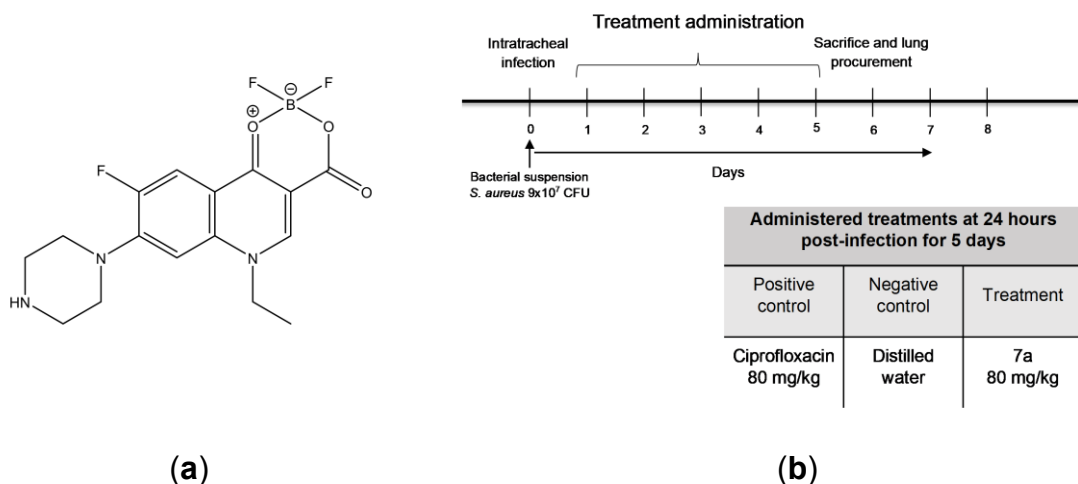 F
F
B
⊖
⊕
O
O
F
O
N
N
HN
(a)
Treatment administration
Intratracheal
infection
Sacrifice and lung
procurement
0 1 2 3 4 5 6 7 8
Bacterial suspension
S. aureus 9x10⁷ CFU
Days
Administered treatments at 24 hours
post-infection for 5 days
Positive
control
Negative
control
Treatment
Ciprofloxacin
80 mg/kg
Distilled
water
7a
80 mg/kg
(b)